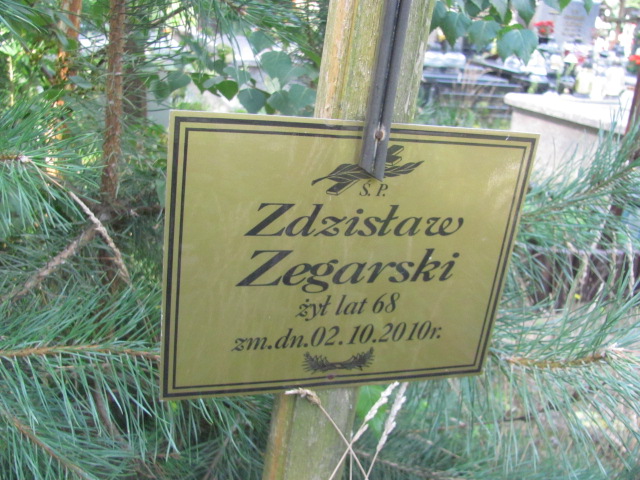 Ś. P.
Zdzisław
Zegarski
żył lat 68
zm.dn.02.10.2010r.